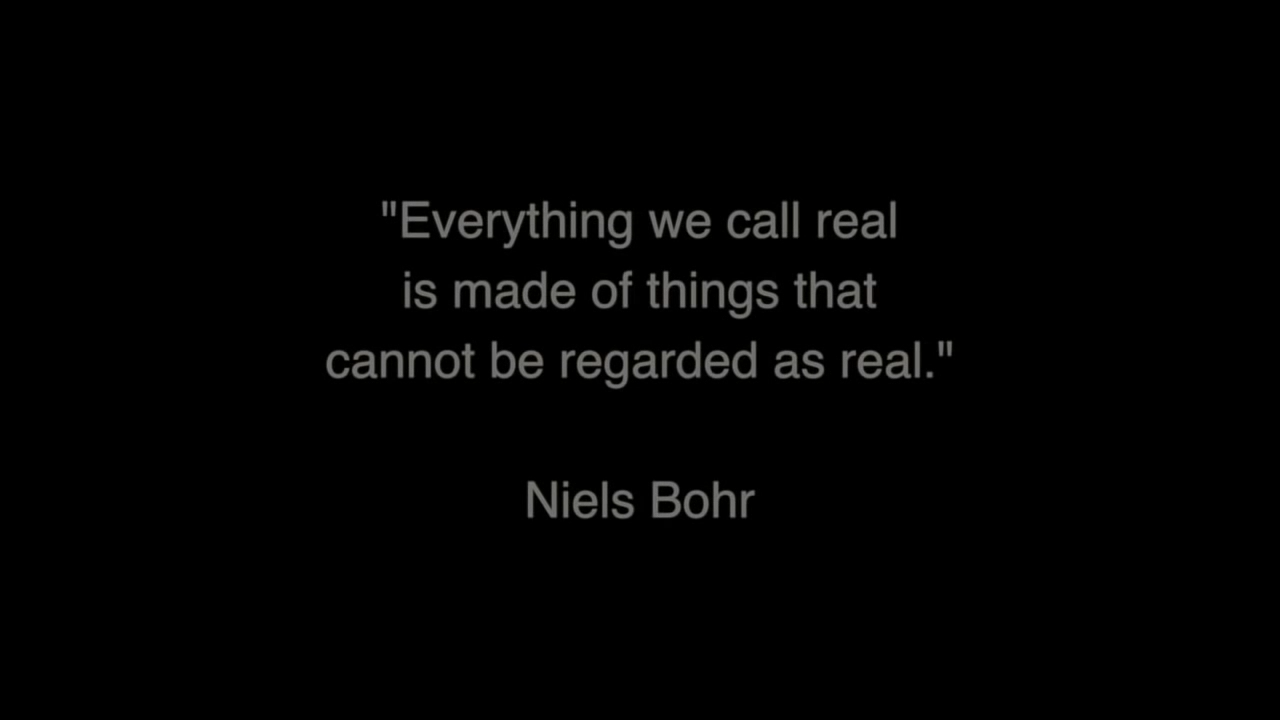 "Everything we call real
is made of things that
cannot be regarded as real."
Niels Bohr